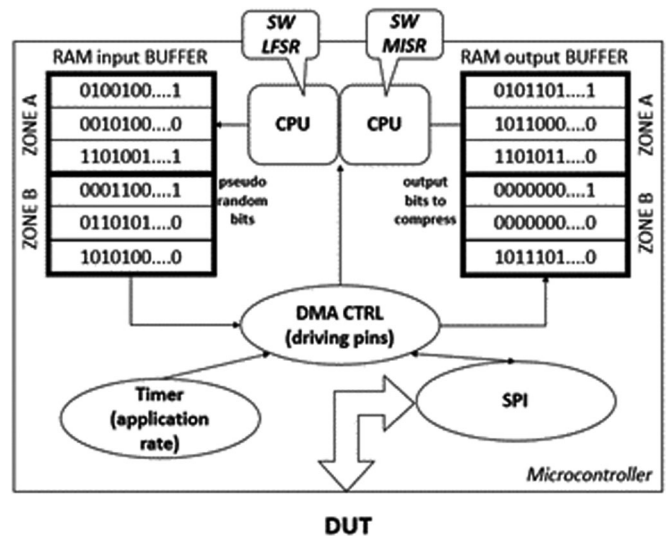 SW
LFSR
SW
MISR
RAM input BUFFER
RAM output BUFFER
ZONE A
0100100....1
0010100....0
1101001....1
ZONE B
0001100....1
0110101....0
1010100....0
CPU
CPU
pseudo
random
bits
output
bits to
compress
0101101....1
1011000....0
1101011....0
ZONE A
0000000....1
0000000....0
1011101....0
ZONE B
DMA CTRL
(driving pins)
Timer
(application
rate)
SPI
Microcontroller
DUT